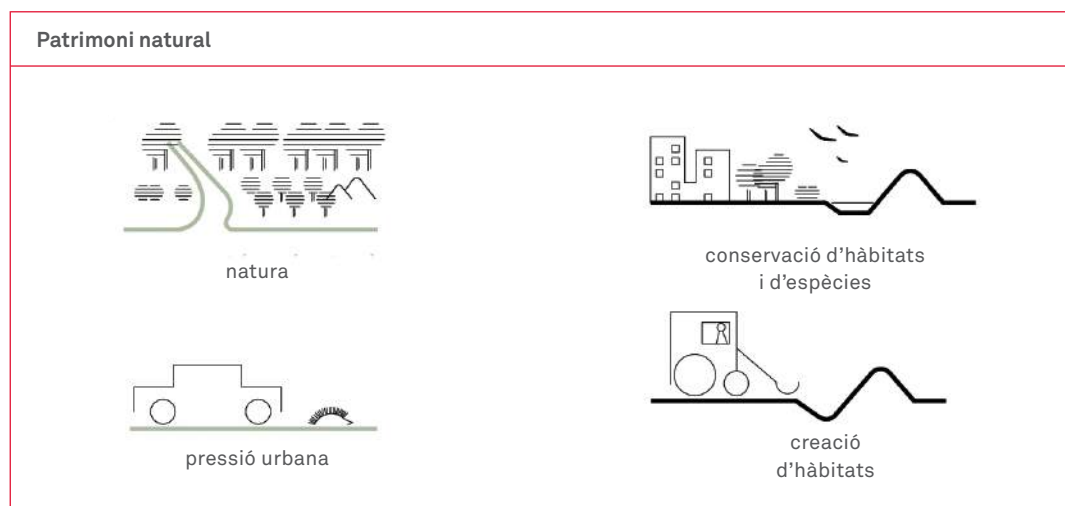 Patrimoni natural
natura
conservació d'hàbitats
i d'espècies
pressió urbana
creació
d'hàbitats